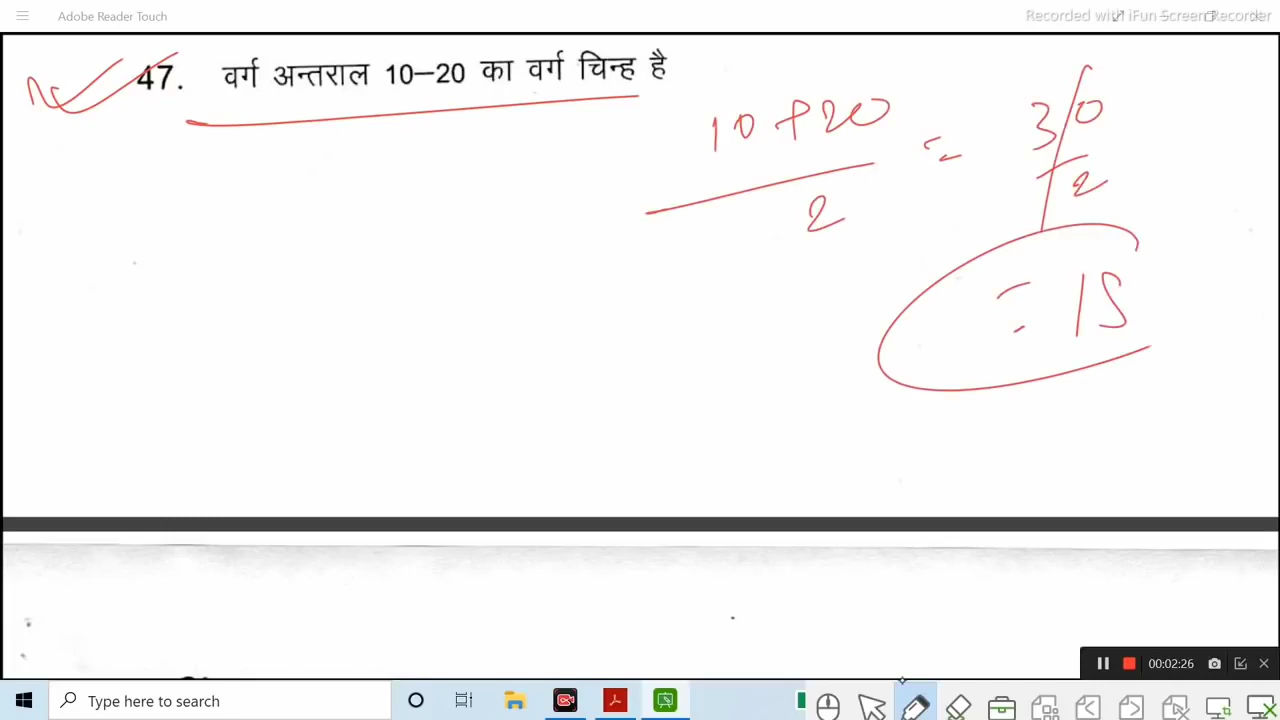 Adobe Reader Touch
Recorded with iFun Screen Recorder
47. वर्ग अन्तराल 10–20 का वर्ग चिन्ह है
10+20
2
=
30
2
= 15
00:02:26
Type here to search